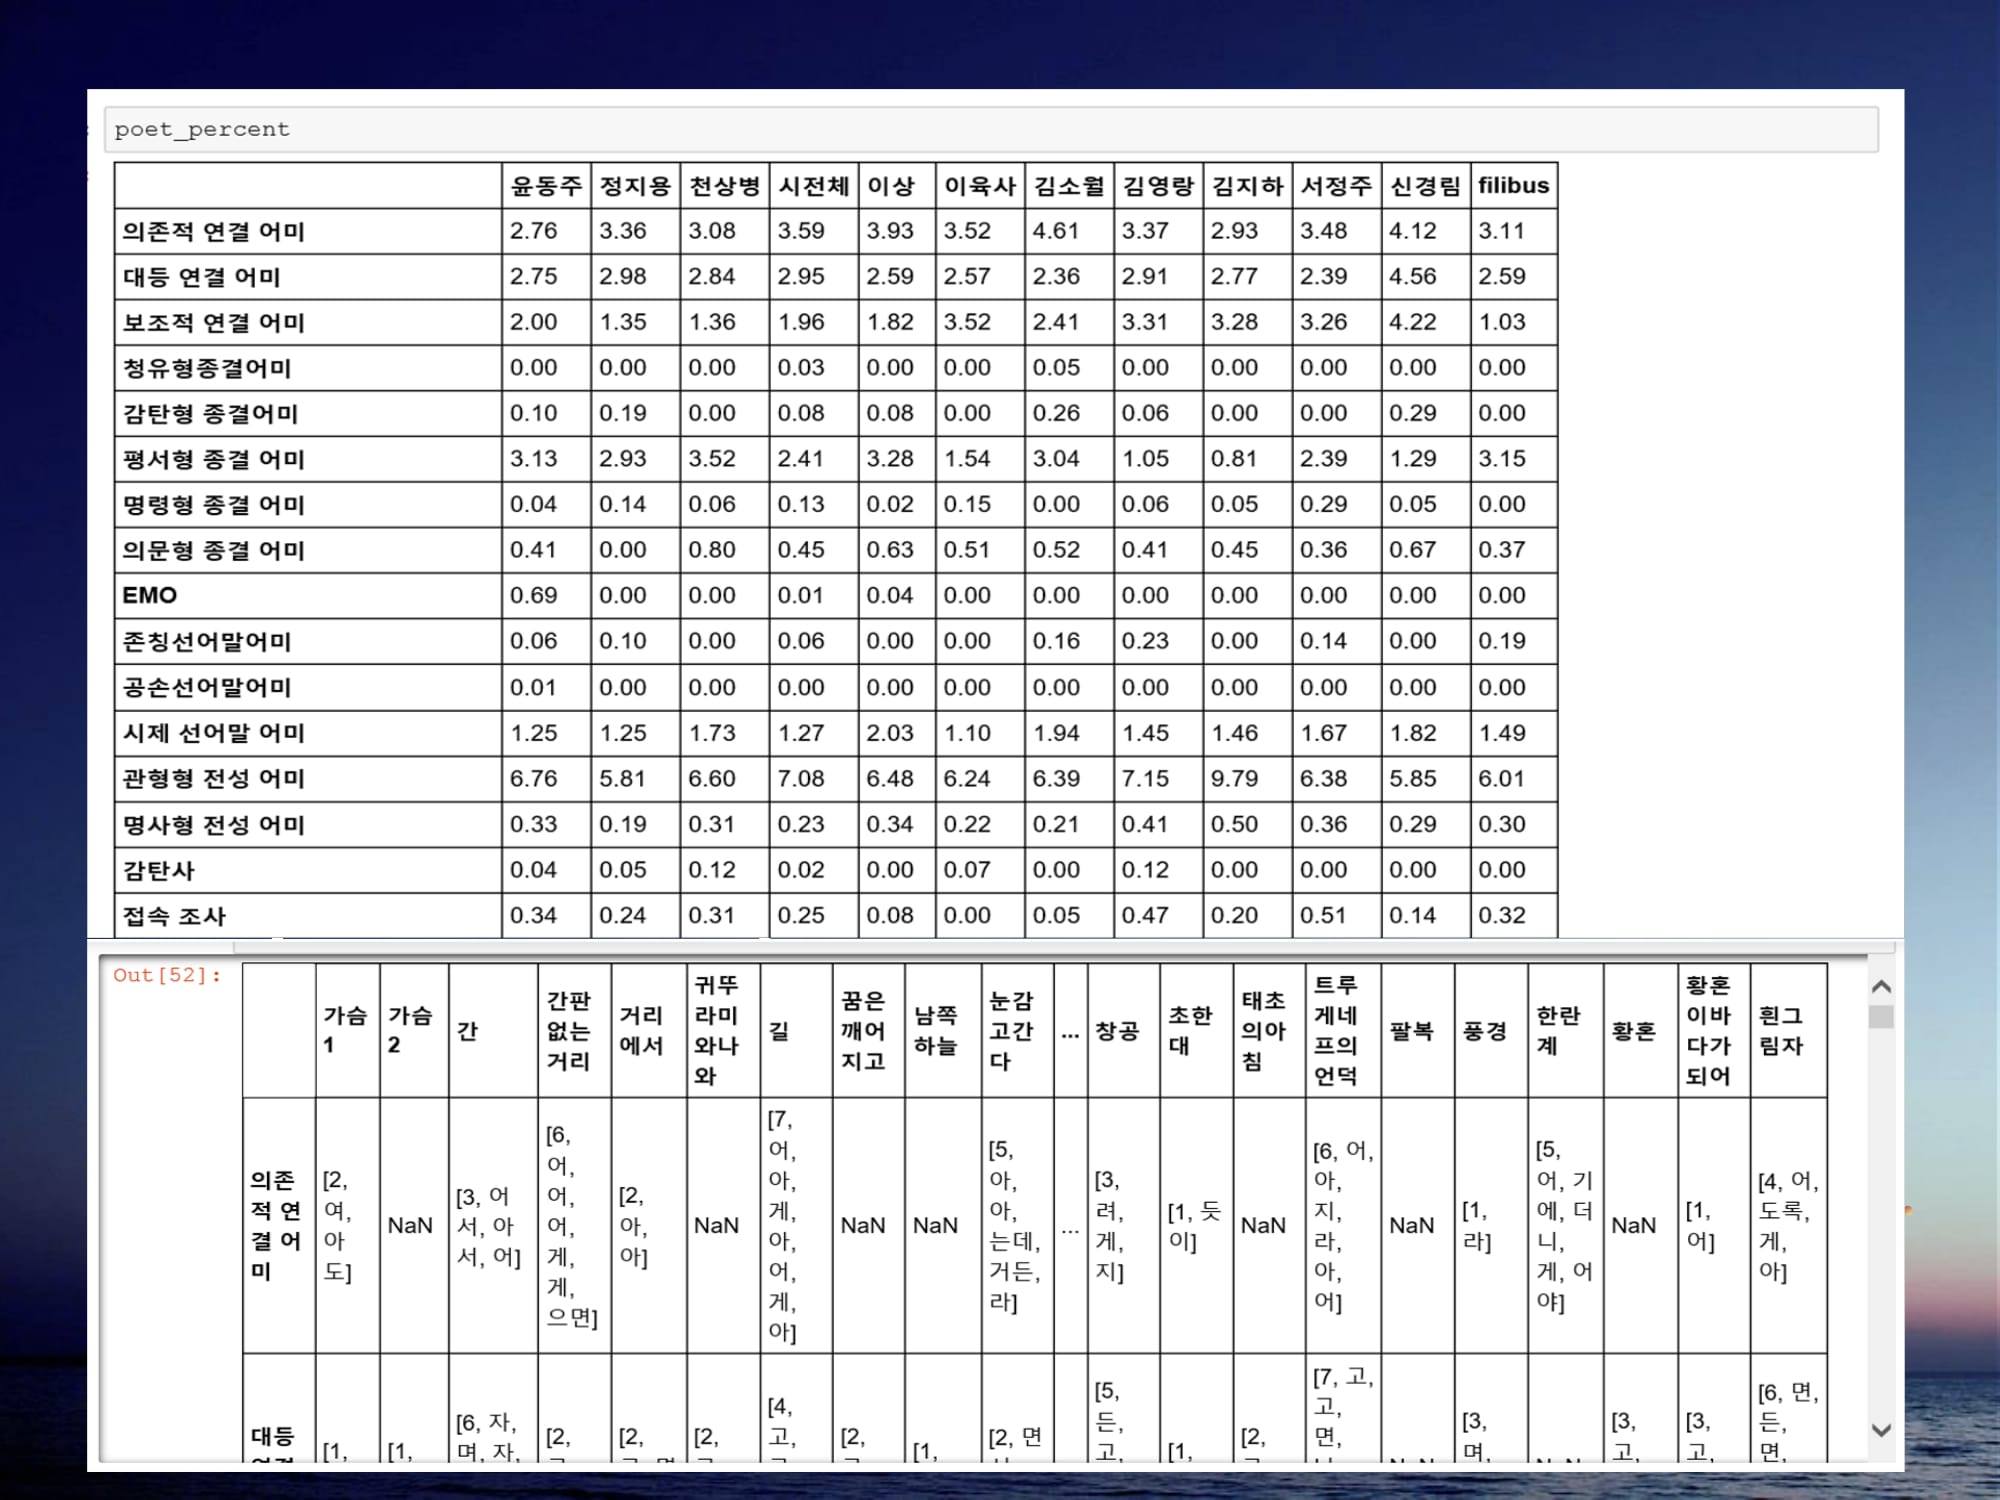 poet_percent
윤동주 정지용 천상병 시전체 이상 이육사 김소월 김영랑 김지하 서정주 신경림 filibus
의존적 연결 어미 2.76 3.36 3.08 3.59 3.93 3.52 4.61 3.37 2.93 3.48 4.12 3.11
대등 연결 어미 2.75 2.98 2.84 2.95 2.59 2.57 2.36 2.91 2.77 2.39 4.56 2.59
보조적 연결 어미 2.00 1.35 1.36 1.96 1.82 3.52 2.41 3.31 3.28 3.26 4.22 1.03
청유형종결어미 0.00 0.00 0.00 0.03 0.00 0.00 0.05 0.00 0.00 0.00 0.00 0.00
감탄형 종결어미 0.10 0.19 0.00 0.08 0.08 0.00 0.26 0.06 0.00 0.00 0.29 0.00
평서형 종결 어미 3.13 2.93 3.52 2.41 3.28 1.54 3.04 1.05 0.81 2.39 1.29 3.15
명령형 종결 어미 0.04 0.14 0.06 0.13 0.02 0.15 0.00 0.06 0.05 0.29 0.05 0.00
의문형 종결 어미 0.41 0.00 0.80 0.45 0.63 0.51 0.52 0.41 0.45 0.36 0.67 0.37
EMO 0.69 0.00 0.00 0.01 0.04 0.00 0.00 0.00 0.00 0.00 0.00 0.00
존칭선어말어미 0.06 0.10 0.00 0.06 0.00 0.00 0.16 0.23 0.00 0.14 0.00 0.19
공손선어말어미 0.01 0.00 0.00 0.00 0.00 0.00 0.00 0.00 0.00 0.00 0.00 0.00
시제 선어말 어미 1.25 1.25 1.73 1.27 2.03 1.10 1.94 1.45 1.46 1.67 1.82 1.49
관형형 전성 어미 6.76 5.81 6.60 7.08 6.48 6.24 6.39 7.15 9.79 6.38 5.85 6.01
명사형 전성 어미 0.33 0.19 0.31 0.23 0.34 0.22 0.21 0.41 0.50 0.36 0.29 0.30
감탄사 0.04 0.05 0.12 0.02 0.00 0.07 0.00 0.12 0.00 0.00 0.00 0.00
접속 조사 0.34 0.24 0.31 0.25 0.08 0.00 0.05 0.47 0.20 0.51 0.14 0.32
Out[52]:
가슴
1
가슴
2
간
간판
없는
거리
거리
에서
귀뚜
라미
와나
와
길
꿈은
깨어
지고
남쪽
하늘
눈감
고간
다
...
창공
초한
대
태초
의아
침
트루
게네
프의
언덕
팔복
풍경
한란
계
황혼
황혼
이바
다가
되어
흰그
림자
의존
적 연
결 어
미
[2,
여,
아
도]
NaN
[3, 어
서, 아
서, 어]
[6,
어,
어,
어,
게,
게,
으면]
[2,
아,
아]
NaN
[7,
어,
아,
게,
아,
어,
게,
아]
NaN
NaN
[5,
아,
아,
는데,
거든,
라]
...
[3,
려,
게,
지]
[1, 듯
이]
NaN
[6, 어,
아,
지,
라,
아,
어]
NaN
[1,
라]
[5,
어, 기
에, 더
니,
게, 어
야]
NaN
[1,
어]
[4, 어,
도록,
게,
아]
대등
[1,
[1,
[6, 자,
며, 자,
[2,
[2,
[2,
[4,
고,
[2,
[1,
[2, 면
[5,
든,
고,
[1,
[2,
[7, 고,
고,
면,
[3,
며,
[3,
고,
[3,
고,
[6, 면,
든,
면,